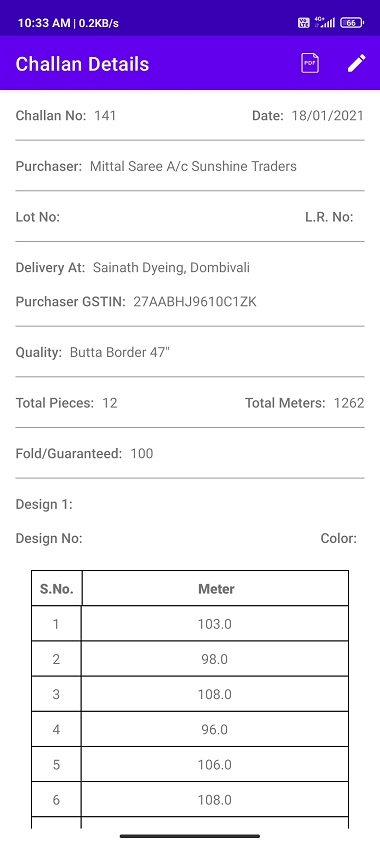 10:33 AM | 0.2KB/s
4G+
66
Challan Details
PDF
Challan No: 141 Date: 18/01/2021
Purchaser: Mittal Saree A/c Sunshine Traders
Lot No: L.R. No:
Delivery At: Sainath Dyeing, Dombivali
Purchaser GSTIN: 27AABHJ9610C1ZK
Quality: Butta Border 47"
Total Pieces: 12 Total Meters: 1262
Fold/Guaranteed: 100
Design 1:
Design No: Color:
S.No. Meter
1 103.0
2 98.0
3 108.0
4 96.0
5 106.0
6 108.0